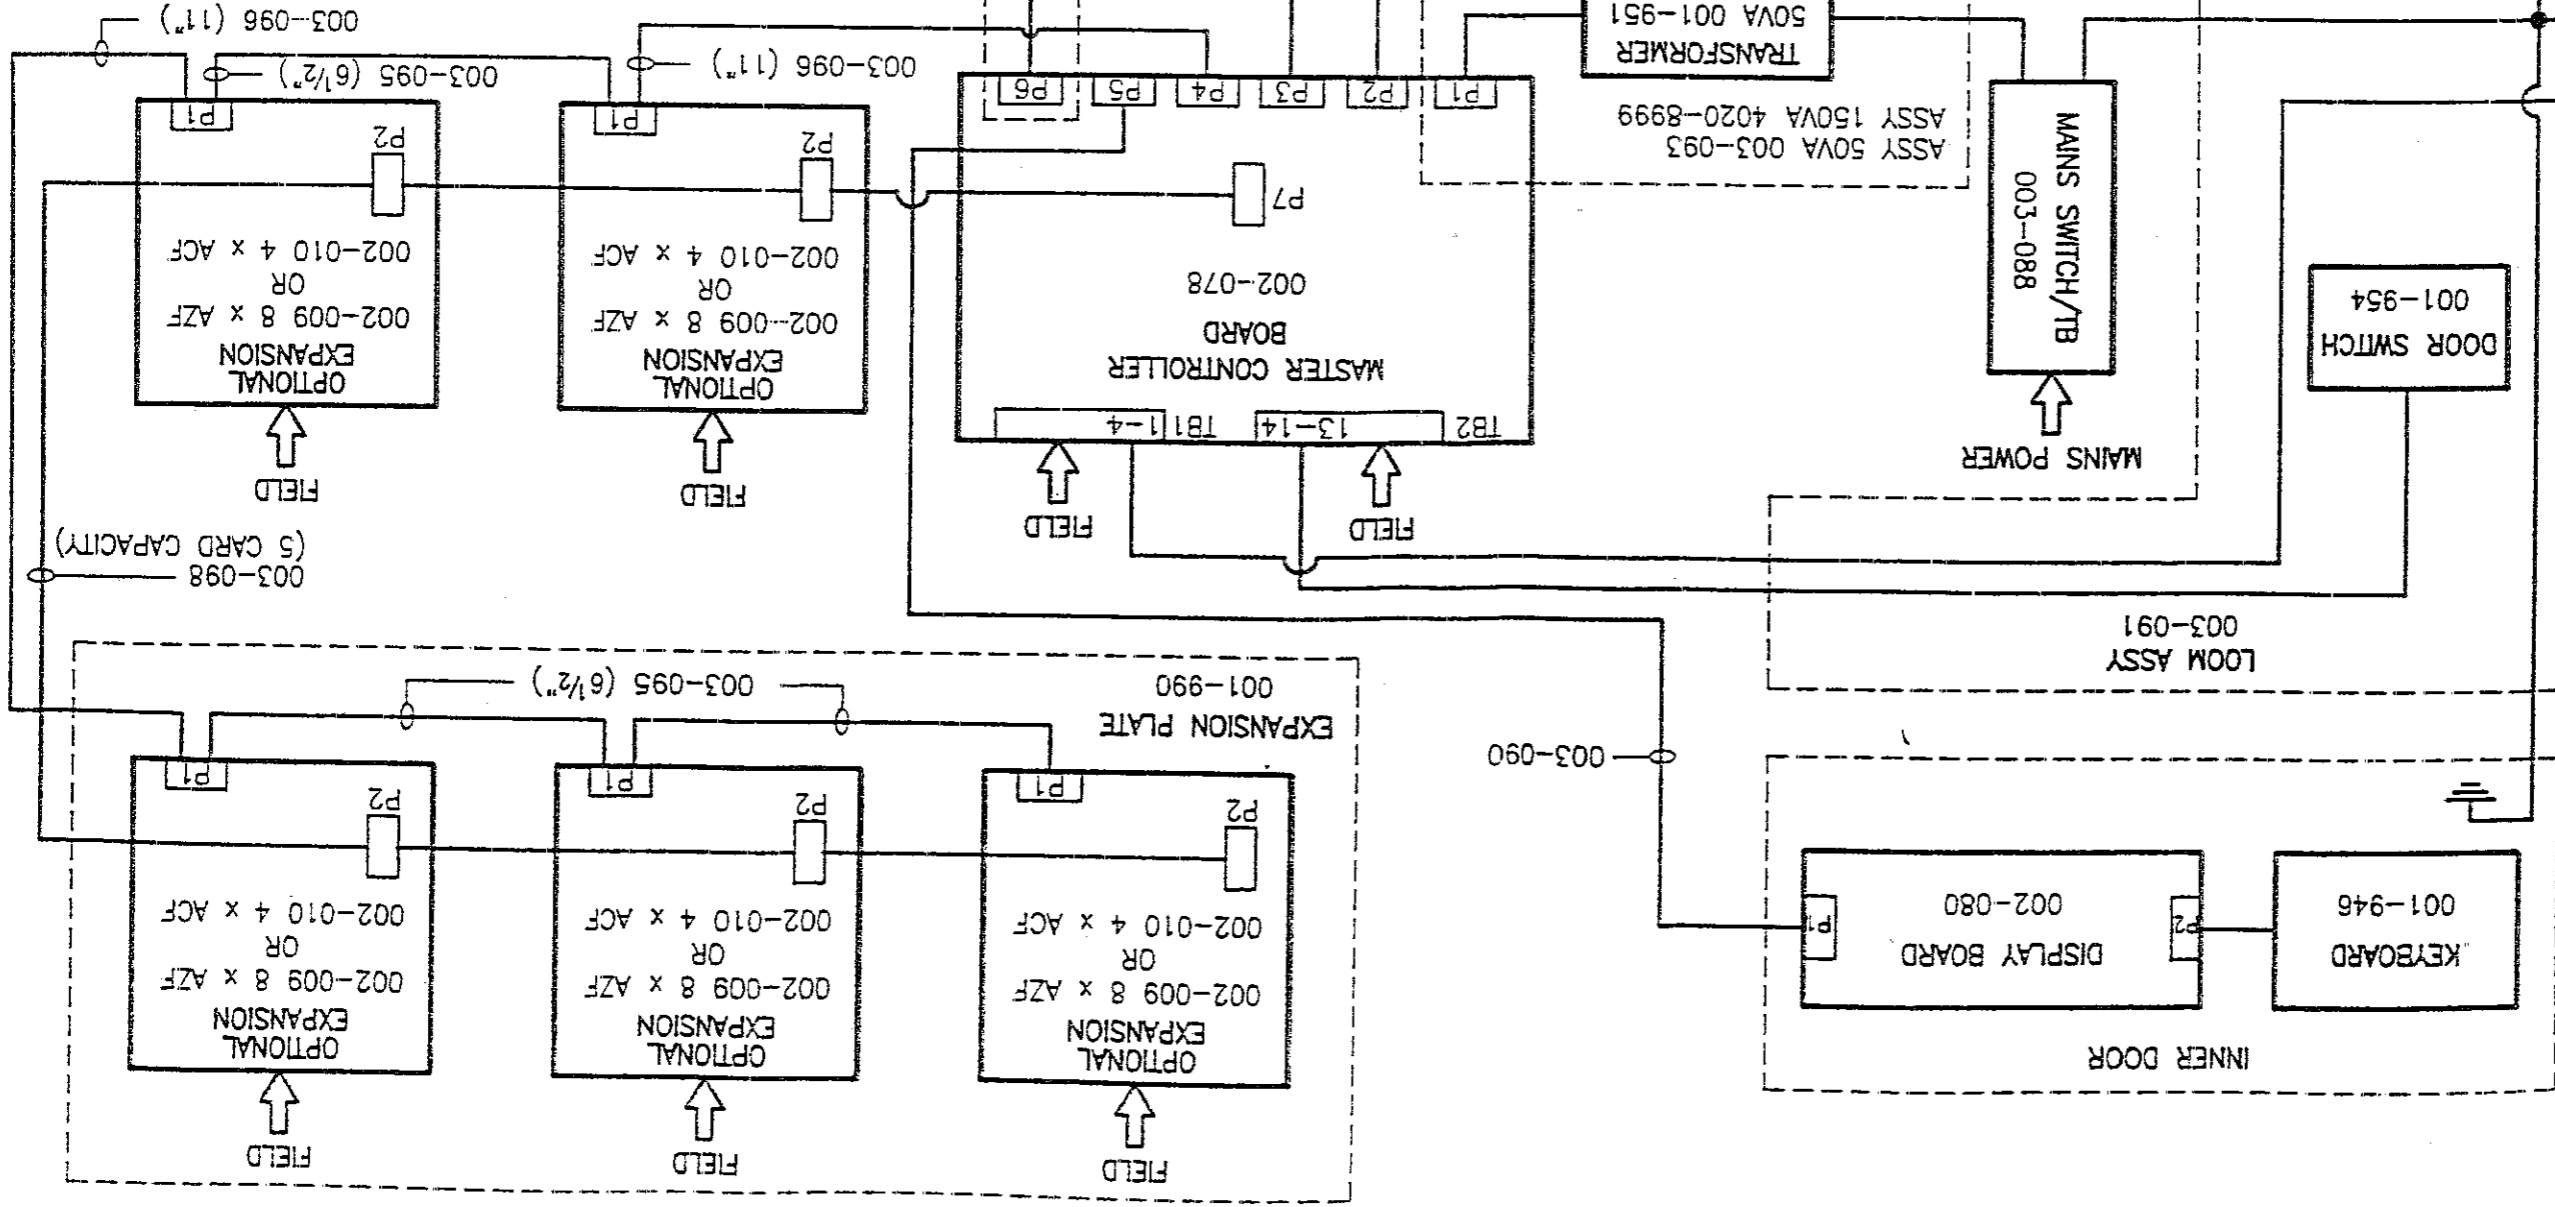 FIELD
FIELD
FIELD
INNER DOOR
KEYBOARD
001-946
P2
DISPLAY BOARD
002-080
P1
003-090
OPTIONAL
EXPANSION
002-009 8 x AZF
OR
002-010 4 x ACF
P2
P1
OPTIONAL
EXPANSION
002-009 8 x AZF
OR
002-010 4 x ACF
P2
P1
OPTIONAL
EXPANSION
002-009 8 x AZF
OR
002-010 4 x ACF
P2
P1
EXPANSION PLATE
001-990
003-095 (6½")
LOOM ASSY
003-091
003-098
(5 CARD CAPACITY)
FIELD
FIELD
FIELD
FIELD
MAINS POWER
DOOR SWITCH
001-954
MAINS SWITCH/TB
003-088
TB2
13-14
TB1
1-4
MASTER CONTROLLER
BOARD
002-078
P7
OPTIONAL
EXPANSION
002-009 8 x AZF
OR
002-010 4 x ACF
P2
P1
OPTIONAL
EXPANSION
002-009 8 x AZF
OR
002-010 4 x ACF
P2
P1
ASSY 50VA 003-093
ASSY 150VA 4020-8999
P1
P2
P3
P4
P5
P6
TRANSFORMER
50VA 001-951
003-096 (11")
003-095 (6½")
003-096 (11")